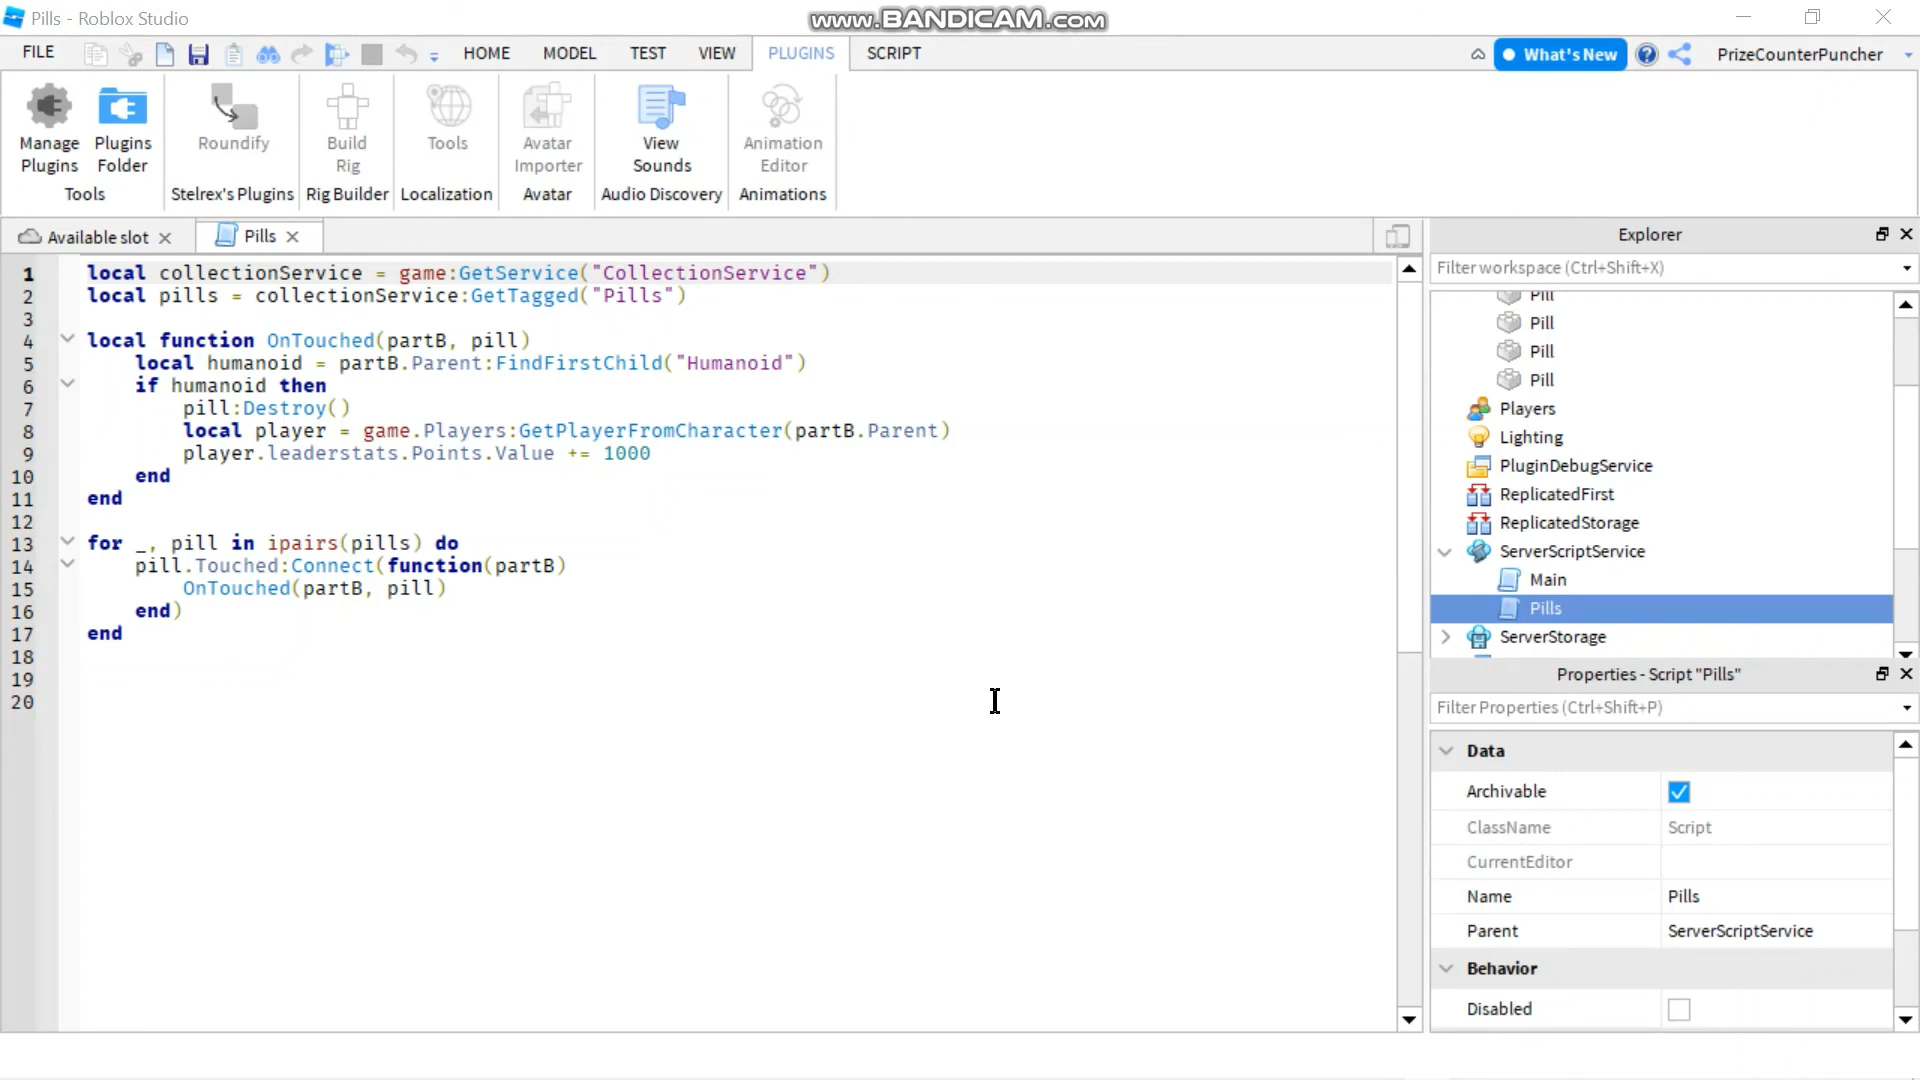 Pills - Roblox Studio
www.BANDICAM.com
FILE
HOME
MODEL
TEST
VIEW
PLUGINS
SCRIPT
What's New
PrizeCounterPuncher
Manage Plugins
Plugins Folder
Roundify
Build Rig
Tools
Avatar Importer
View Sounds
Animation Editor
Tools
Stelrex's Plugins
Rig Builder
Localization
Avatar
Audio Discovery
Animations
Available slot
Pills
1 local collectionService = game:GetService("CollectionService")
2 local pills = collectionService:GetTagged("Pills")
3
4 local function OnTouched(partB, pill)
5 local humanoid = partB.Parent:FindFirstChild("Humanoid")
6 if humanoid then
7 pill:Destroy()
8 local player = game.Players:GetPlayerFromCharacter(partB.Parent)
9 player.leaderstats.Points.Value += 1000
10 end
11 end
12
13 for _, pill in ipairs(pills) do
14 pill.Touched:Connect(function(partB)
15 OnTouched(partB, pill)
16 end)
17 end
18
19
20
Explorer
Filter workspace (Ctrl+Shift+X)
Pill
Pill
Pill
Pill
Players
Lighting
PluginDebugService
ReplicatedFirst
ReplicatedStorage
ServerScriptService
Main
Pills
ServerStorage
Properties - Script "Pills"
Filter Properties (Ctrl+Shift+P)
Data
Archivable
ClassName Script
CurrentEditor
Name Pills
Parent ServerScriptService
Behavior
Disabled